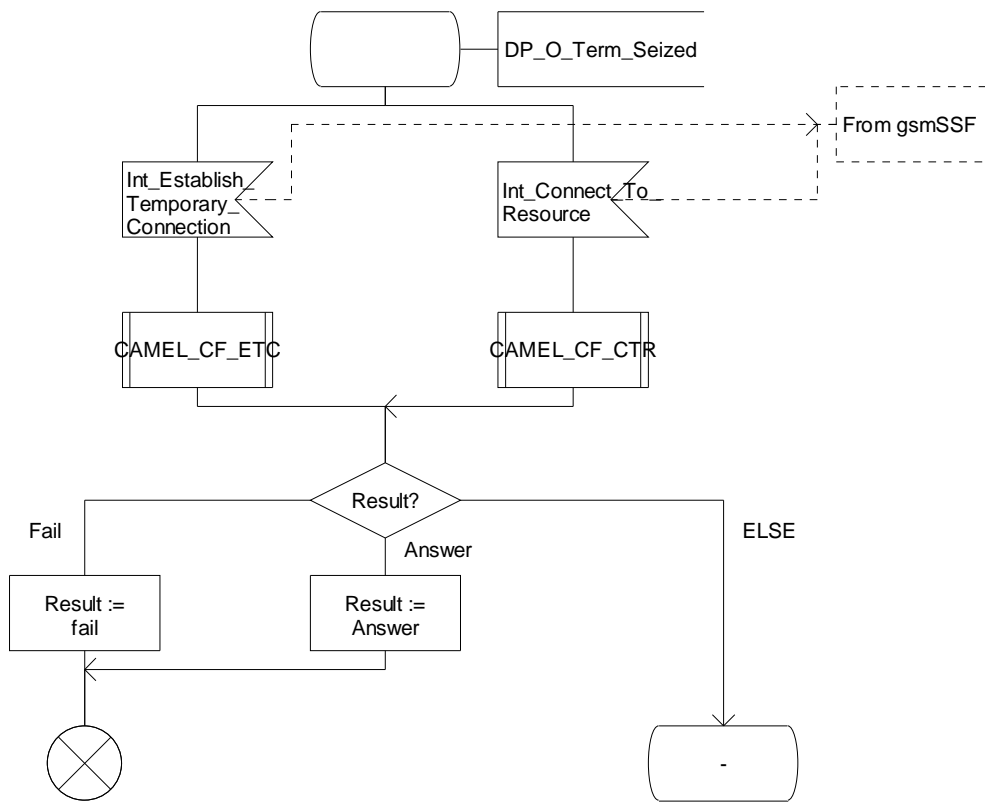 DP_O_Term_Seized
From gsmSSF
Int_Establish_
Temporary_
Connection
Int_Connect_To_
Resource
CAMEL_CF_ETC
CAMEL_CF_CTR
Result?
Fail
Answer
ELSE
Result :=
fail
Result :=
Answer
-